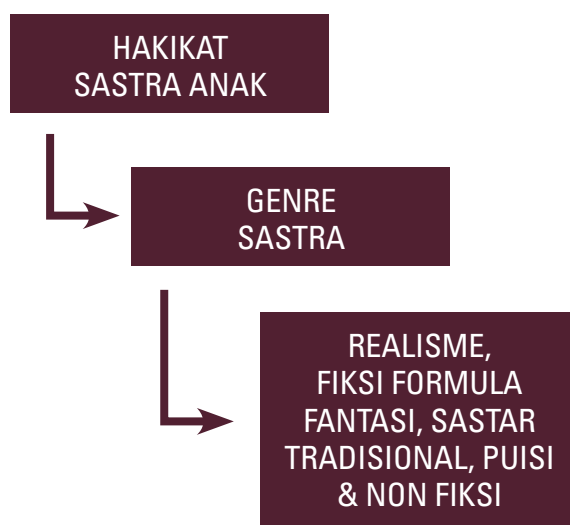 HAKIKAT
SASTRA ANAK
GENRE
SASTRA
REALISME,
FIKSI FORMULA
FANTASI, SASTAR
TRADISIONAL, PUISI
& NON FIKSI